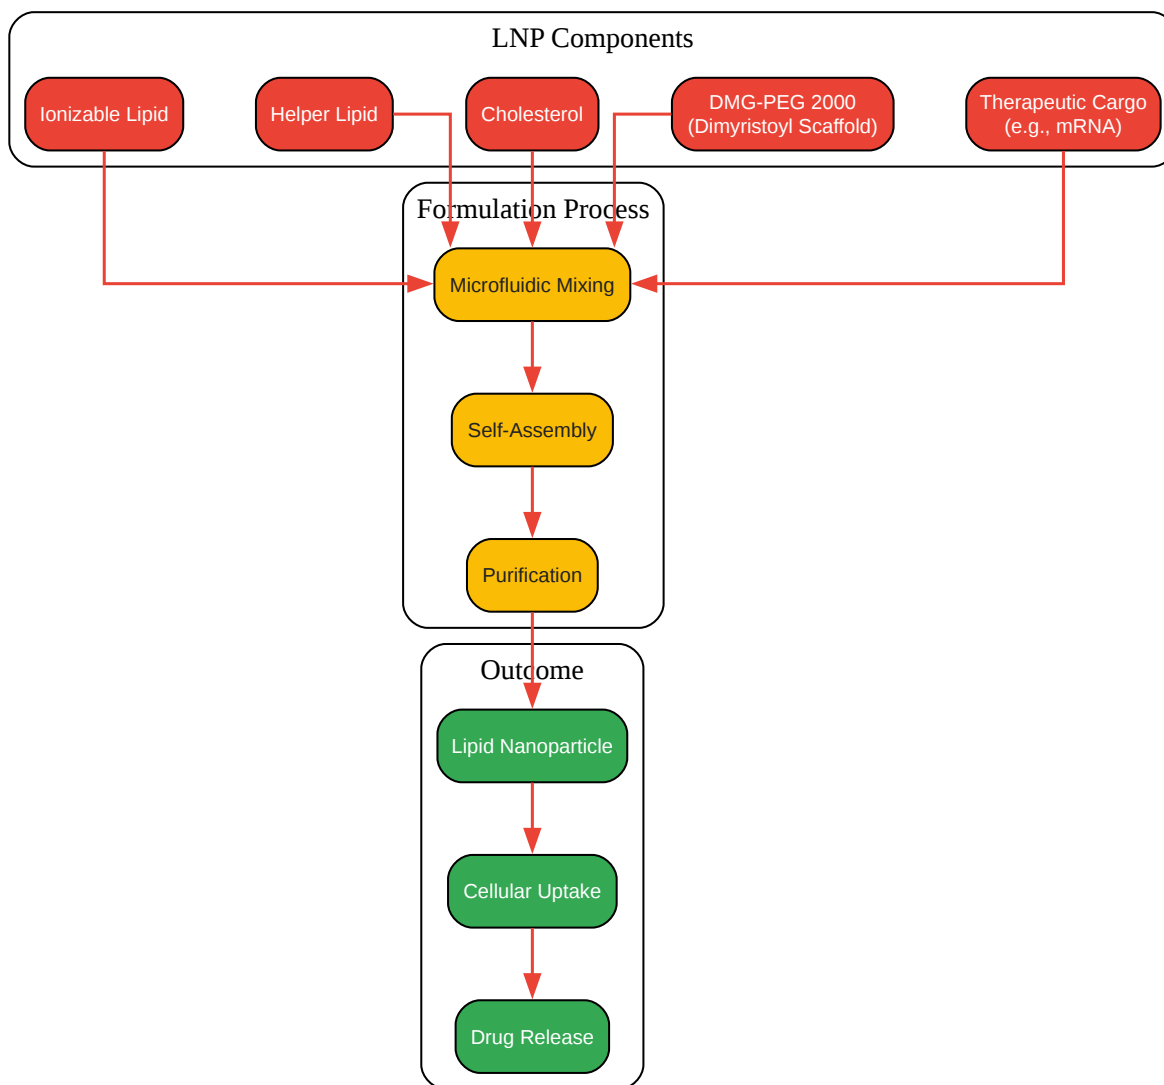 LNP Components
Ionizable Lipid
Helper Lipid
Cholesterol
DMG-PEG 2000
(Dimyristoyl Scaffold)
Therapeutic Cargo
(e.g., mRNA)
Formulation Process
Microfluidic Mixing
Self-Assembly
Purification
Outcome
Lipid Nanoparticle
Cellular Uptake
Drug Release